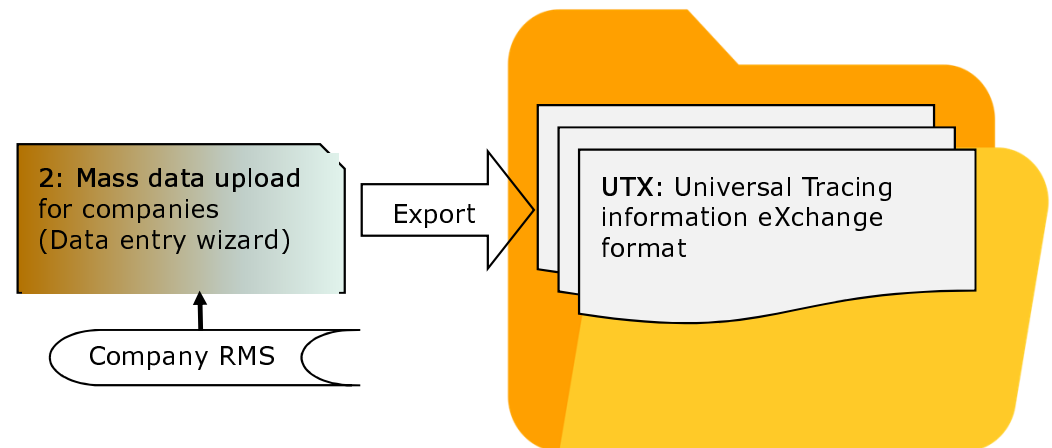 2: Mass data upload
for companies
(Data entry wizard)
Company RMS
Export
UTX: Universal Tracing
information eXchange
format